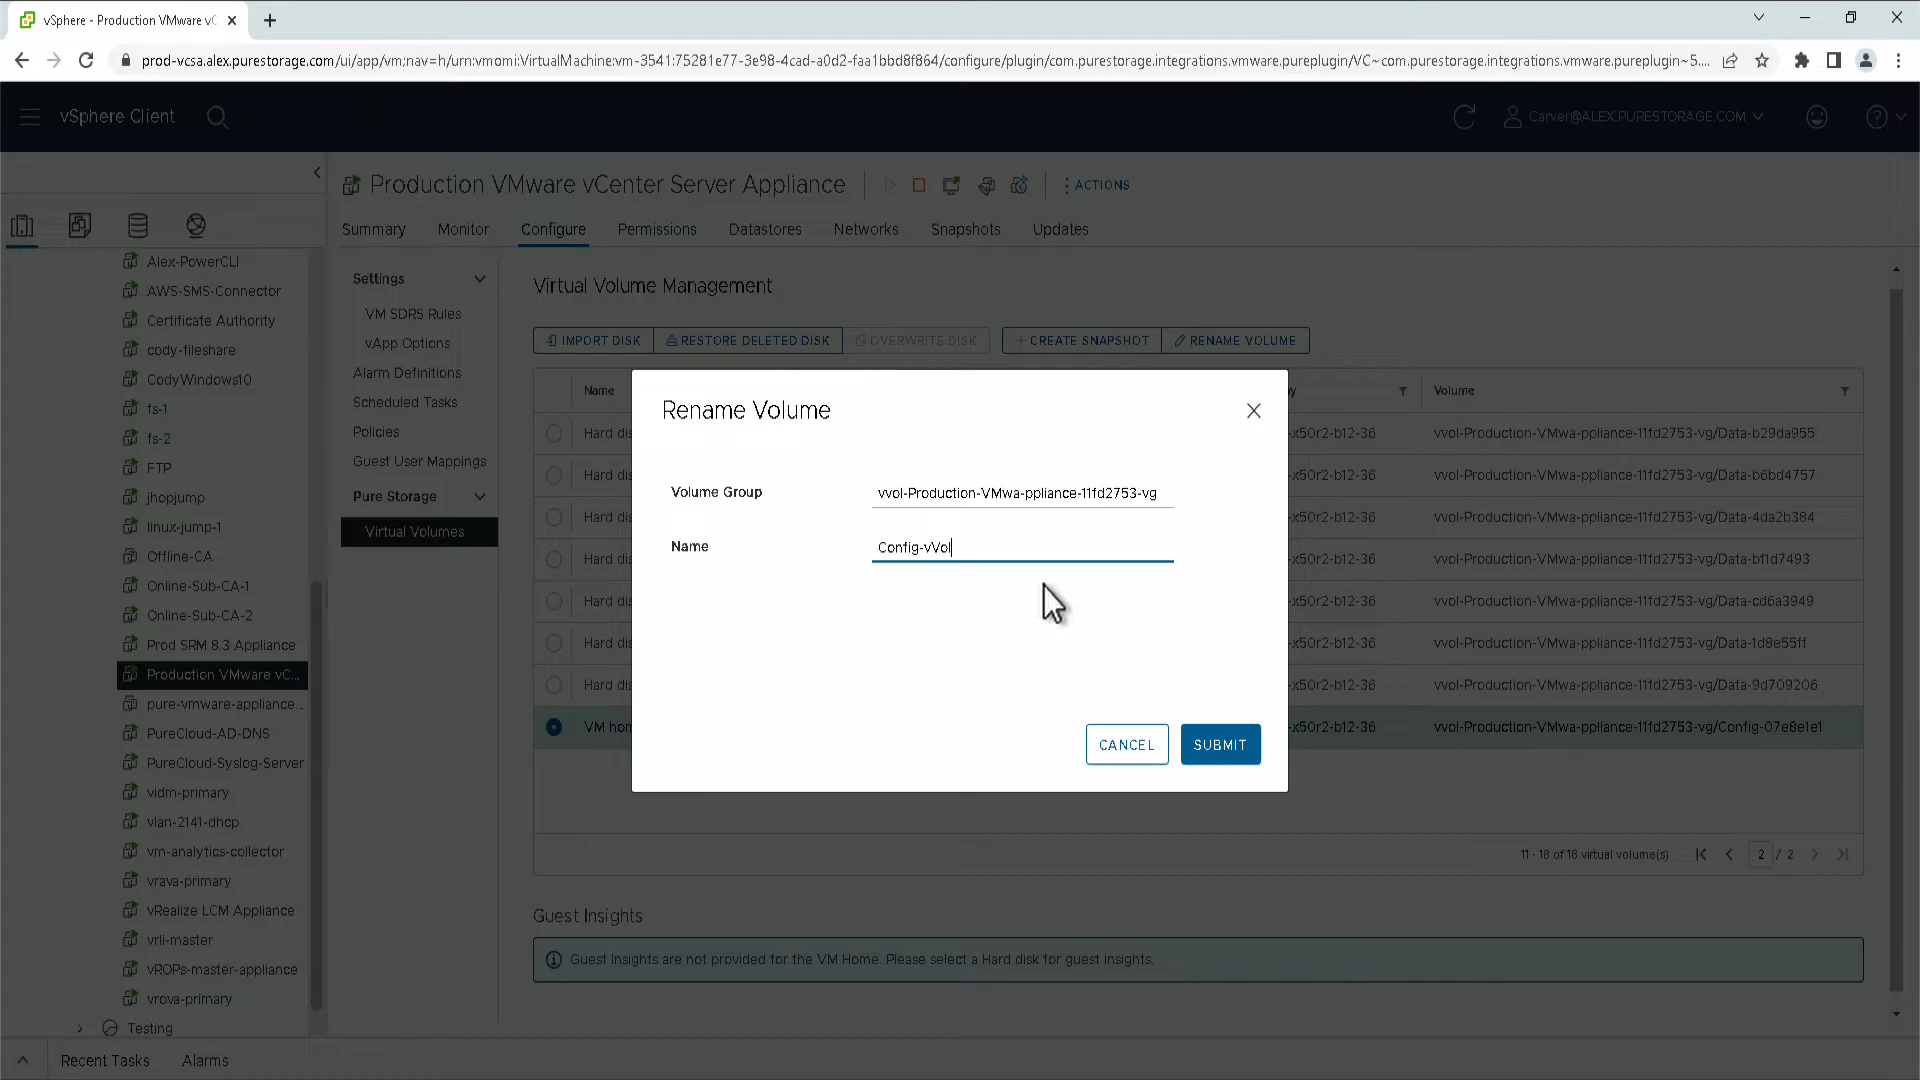 vSphere - Production VMware vC
prod-vcsa.alex.purestorage.com/ui/app/vm;nav=h/urn:vmomi:VirtualMachine:vm-3541:75281e77-3e98-4cad-a0d2-faa1bbd8f864/configure/plugin/com.purestorage.integrations.vmware.pureplugin/VC~com.purestorage.integrations.vmware.pureplugin~5....
vSphere Client
Carver@ALEX.PURESTORAGE.COM
Production VMware vCenter Server Appliance
ACTIONS
Summary
Monitor
Configure
Permissions
Datastores
Networks
Snapshots
Updates
Alex-PowerCLI
AWS-SMS-Connector
Certificate Authority
cody-fileshare
CodyWindows10
fs-1
fs-2
FTP
jhopjump
linux-jump-1
Offline-CA
Online-Sub-CA-1
Online-Sub-CA-2
Prod SRM 8.3 Appliance
Production VMware vC...
pure-vmware-appliance...
PureCloud-AD-DNS
PureCloud-Syslog-Server
vidm-primary
vlan-2141-dhcp
vm-analytics-collector
vrava-primary
vRealize LCM Appliance
vrli-master
vROPs-master-appliance
vrova-primary
Testing
Settings
VM SDRS Rules
vApp Options
Alarm Definitions
Scheduled Tasks
Policies
Guest User Mappings
Pure Storage
Virtual Volumes
Virtual Volume Management
IMPORT DISK
RESTORE DELETED DISK
OVERWRITE DISK
CREATE SNAPSHOT
RENAME VOLUME
Name
y
Volume
Hard dis
-x50r2-b12-36
vvol-Production-VMwa-ppliance-11fd2753-vg/Data-b29da955
Hard dis
-x50r2-b12-36
vvol-Production-VMwa-ppliance-11fd2753-vg/Data-b6bd4757
Hard dis
-x50r2-b12-36
vvol-Production-VMwa-ppliance-11fd2753-vg/Data-4da2b384
Hard dis
-x50r2-b12-36
vvol-Production-VMwa-ppliance-11fd2753-vg/Data-bf1d7493
Hard dis
-x50r2-b12-36
vvol-Production-VMwa-ppliance-11fd2753-vg/Data-cd6a3949
Hard dis
-x50r2-b12-36
vvol-Production-VMwa-ppliance-11fd2753-vg/Data-1d8e55ff
Hard dis
-x50r2-b12-36
vvol-Production-VMwa-ppliance-11fd2753-vg/Data-9d709206
VM hom
-x50r2-b12-36
vvol-Production-VMwa-ppliance-11fd2753-vg/Config-07e8e1e1
11 - 18 of 18 virtual volume(s)
2 / 2
Rename Volume
Volume Group
vvol-Production-VMwa-ppliance-11fd2753-vg
Name
Config-vVol
CANCEL
SUBMIT
Guest Insights
Guest Insights are not provided for the VM Home. Please select a Hard disk for guest insights.
Recent Tasks
Alarms